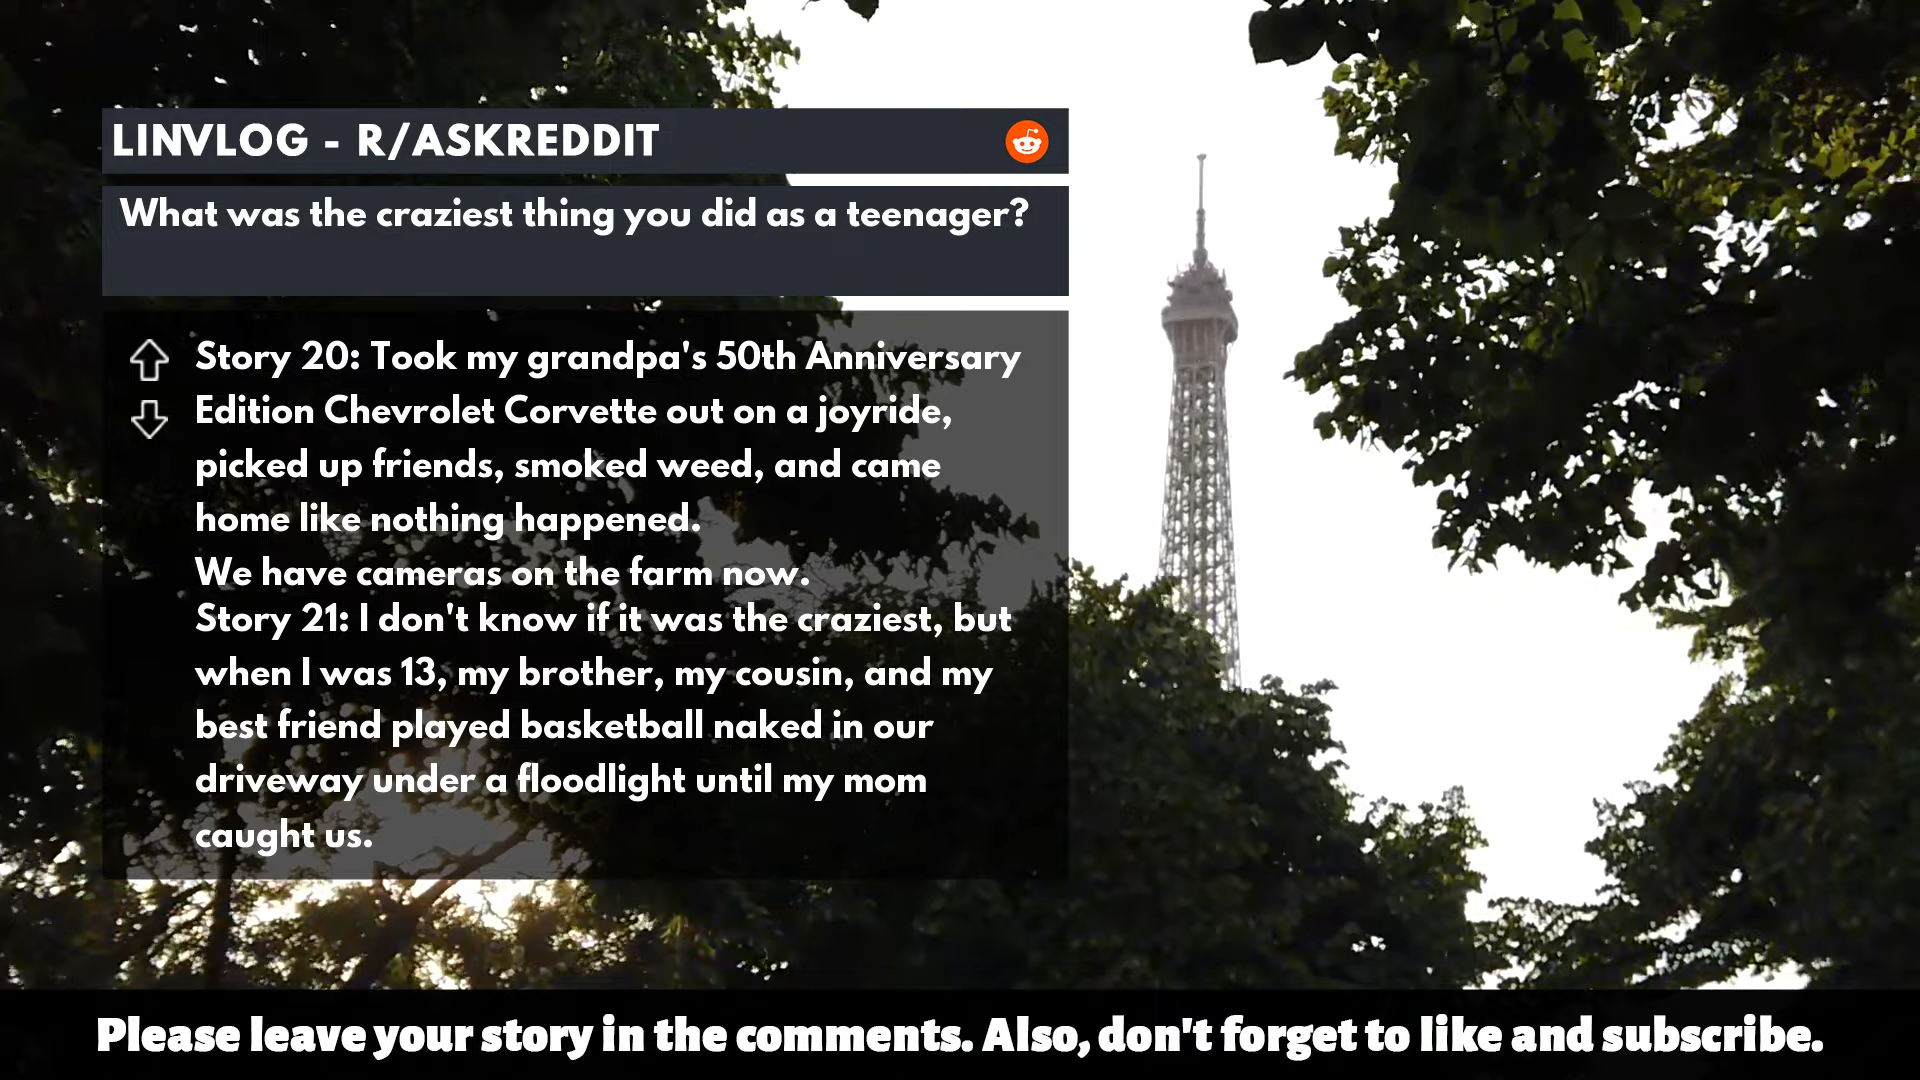 LINVLOG - R/ASKREDDIT
What was the craziest thing you did as a teenager?
Story 20: Took my grandpa's 50th Anniversary
Edition Chevrolet Corvette out on a joyride,
picked up friends, smoked weed, and came
home like nothing happened.
We have cameras on the farm now.
Story 21: I don't know if it was the craziest, but
when I was 13, my brother, my cousin, and my
best friend played basketball naked in our
driveway under a floodlight until my mom
caught us.
Please leave your story in the comments. Also, don't forget to like and subscribe.